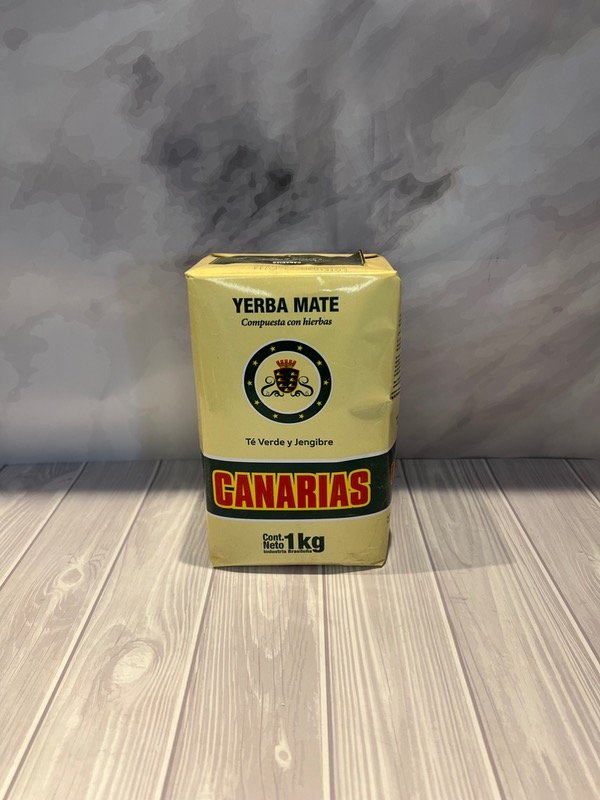 YERBA MATE
Compuesta con hierbas
Té Verde y Jengibre
CANARIAS
Cont.
Neto 1kg
Industria Brasileña